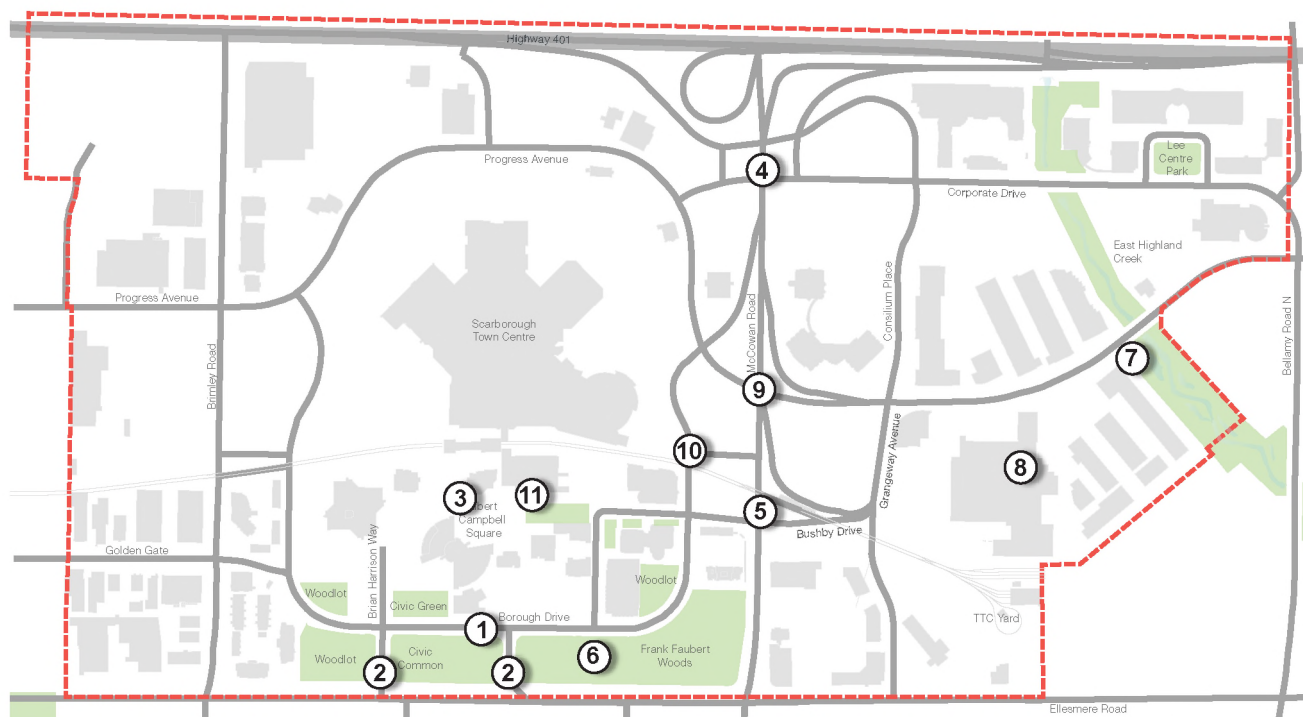 Highway 401
Progress Avenue
4
Lee
Centre
Park
Corporate Drive
East Highland
Creek
Progress Avenue
Scarborough
Town Centre
Brimley Road
McCowan Road
Consilium Place
Bellamy Road N
7
9
10
8
3
11
Faubert
Campbell
Square
5
Grangeway Avenue
Bushby Drive
Golden Gate
Brian Harrison Way
Woodlot
Civic Green
Woodlot
Borough Drive
TTC Yard
1
Woodlot
Civic
Common
6
Frank Faubert
Woods
2
2
Ellesmere Road